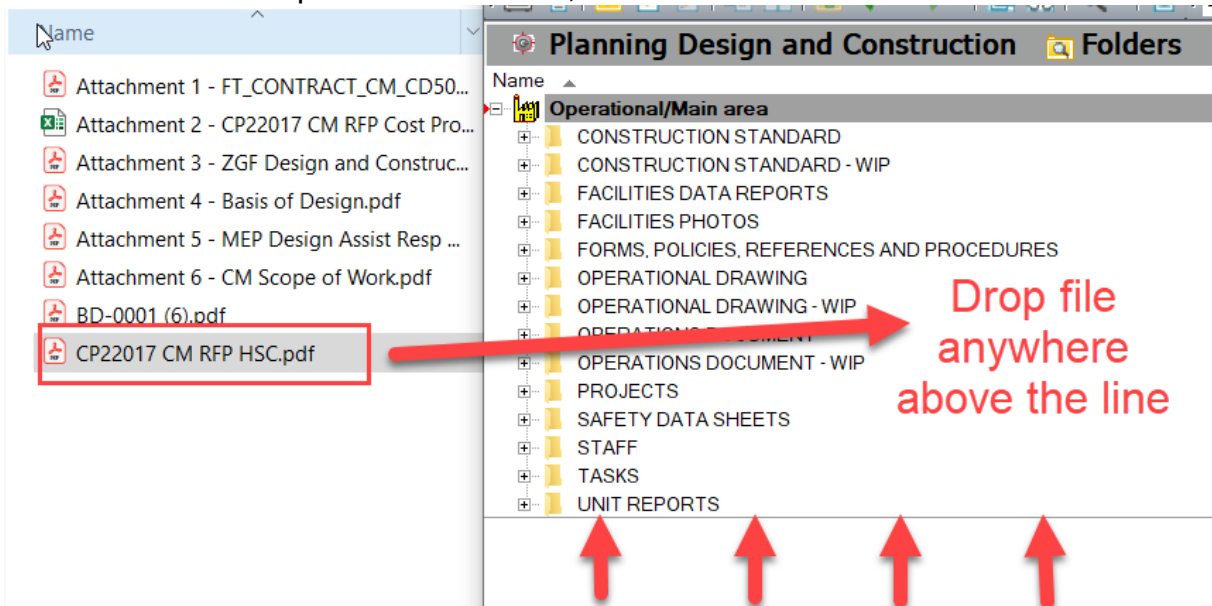 Name
Attachment 1 - FT_CONTRACT_CM_CD50...
Attachment 2 - CP22017 CM RFP Cost Pro...
Attachment 3 - ZGF Design and Construc...
Attachment 4 - Basis of Design.pdf
Attachment 5 - MEP Design Assist Resp ...
Attachment 6 - CM Scope of Work.pdf
BD-0001 (6).pdf
CP22017 CM RFP HSC.pdf
Planning Design and Construction Folders
Name
Operational/Main area
CONSTRUCTION STANDARD
CONSTRUCTION STANDARD - WIP
FACILITIES DATA REPORTS
FACILITIES PHOTOS
FORMS, POLICIES, REFERENCES AND PROCEDURES
OPERATIONAL DRAWING
OPERATIONAL DRAWING - WIP
OPERATIONS DOCUMENT
OPERATIONS DOCUMENT - WIP
PROJECTS
SAFETY DATA SHEETS
STAFF
TASKS
UNIT REPORTS
Drop file
anywhere
above the line